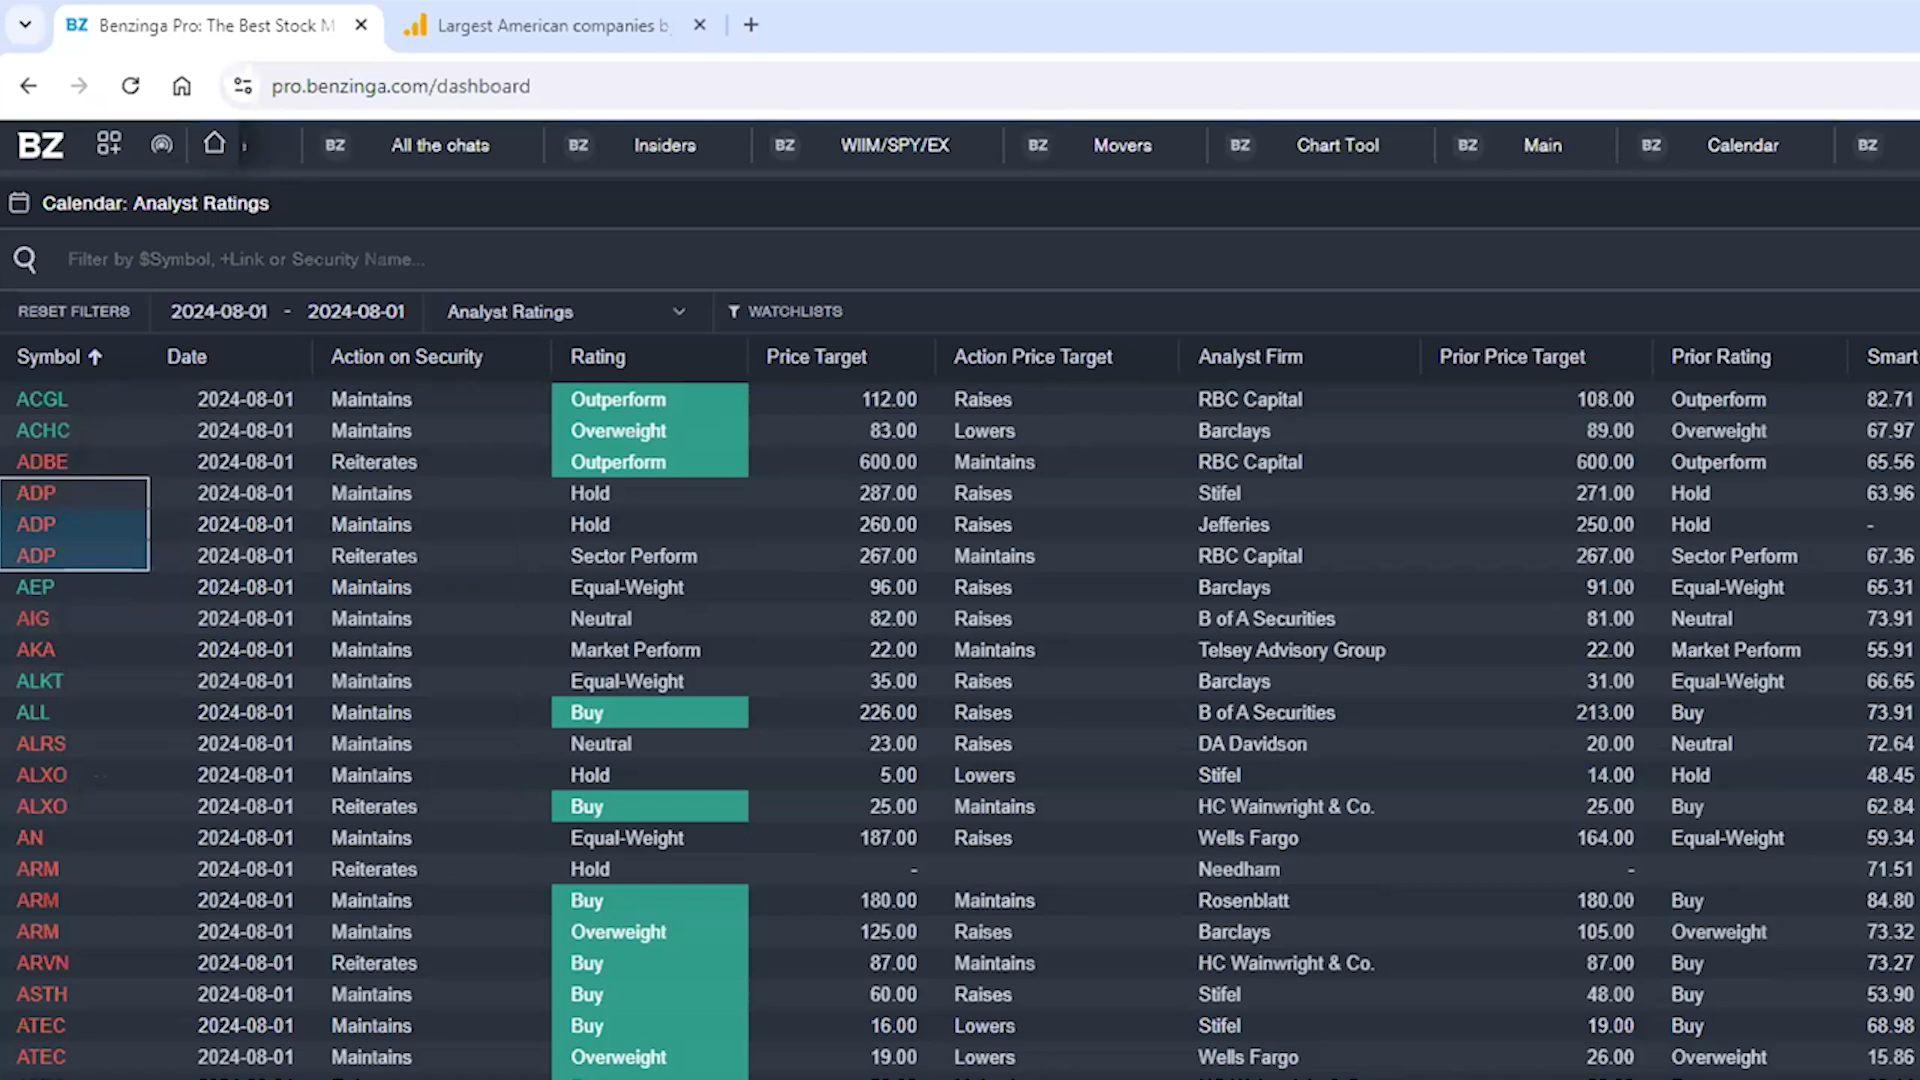 BZ Benzinga Pro: The Best Stock M
Largest American companies b
pro.benzinga.com/dashboard
BZ BZ All the chats BZ Insiders BZ WIIM/SPY/EX BZ Movers BZ Chart Tool BZ Main BZ Calendar BZ
Calendar: Analyst Ratings
Filter by $Symbol, +Link or Security Name...
RESET FILTERS 2024-08-01 - 2024-08-01 Analyst Ratings WATCHLISTS
Symbol Date Action on Security Rating Price Target Action Price Target Analyst Firm Prior Price Target Prior Rating Smart
ACGL 2024-08-01 Maintains Outperform 112.00 Raises RBC Capital 108.00 Outperform 82.71
ACHC 2024-08-01 Maintains Overweight 83.00 Lowers Barclays 89.00 Overweight 67.97
ADBE 2024-08-01 Reiterates Outperform 600.00 Maintains RBC Capital 600.00 Outperform 65.56
ADP 2024-08-01 Maintains Hold 287.00 Raises Stifel 271.00 Hold 63.96
ADP 2024-08-01 Maintains Hold 260.00 Raises Jefferies 250.00 Hold -
ADP 2024-08-01 Reiterates Sector Perform 267.00 Maintains RBC Capital 267.00 Sector Perform 67.36
AEP 2024-08-01 Maintains Equal-Weight 96.00 Raises Barclays 91.00 Equal-Weight 65.31
AIG 2024-08-01 Maintains Neutral 82.00 Raises B of A Securities 81.00 Neutral 73.91
AKA 2024-08-01 Maintains Market Perform 22.00 Maintains Telsey Advisory Group 22.00 Market Perform 55.91
ALKT 2024-08-01 Maintains Equal-Weight 35.00 Raises Barclays 31.00 Equal-Weight 66.65
ALL 2024-08-01 Maintains Buy 226.00 Raises B of A Securities 213.00 Buy 73.91
ALRS 2024-08-01 Maintains Neutral 23.00 Raises DA Davidson 20.00 Neutral 72.64
ALXO 2024-08-01 Maintains Hold 5.00 Lowers Stifel 14.00 Hold 48.45
ALXO 2024-08-01 Reiterates Buy 25.00 Maintains HC Wainwright & Co. 25.00 Buy 62.84
AN 2024-08-01 Maintains Equal-Weight 187.00 Raises Wells Fargo 164.00 Equal-Weight 59.34
ARM 2024-08-01 Reiterates Hold - Needham - 71.51
ARM 2024-08-01 Maintains Buy 180.00 Maintains Rosenblatt 180.00 Buy 84.80
ARM 2024-08-01 Maintains Overweight 125.00 Raises Barclays 105.00 Overweight 73.32
ARVN 2024-08-01 Reiterates Buy 87.00 Maintains HC Wainwright & Co. 87.00 Buy 73.27
ASTH 2024-08-01 Maintains Buy 60.00 Raises Stifel 48.00 Buy 53.90
ATEC 2024-08-01 Maintains Buy 16.00 Lowers Stifel 19.00 Buy 68.98
ATEC 2024-08-01 Maintains Overweight 19.00 Lowers Wells Fargo 26.00 Overweight 15.86